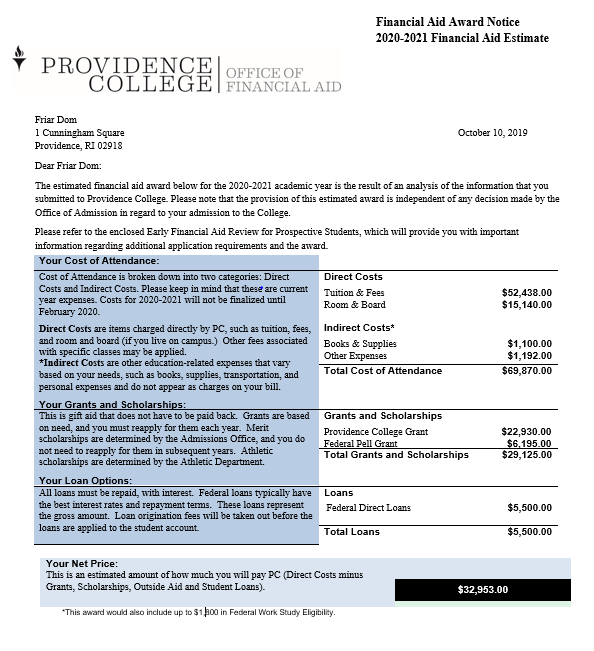 Financial Aid Award Notice
2020-2021 Financial Aid Estimate
PROVIDENCE COLLEGE
OFFICE OF FINANCIAL AID
Friar Dom
1 Cunningham Square
October 10, 2019
Providence, RI 02918
Dear Friar Dom:
The estimated financial aid award below for the 2020-2021 academic year is the result of an analysis of the information that you
submitted to Providence College. Please note that the provision of this estimated award is independent of any decision made by the
Office of Admission in regard to your admission to the College.
Please refer to the enclosed Early Financial Aid Review for Prospective Students, which will provide you with important
information regarding additional application requirements and the award.
Your Cost of Attendance:
Cost of Attendance is broken down into two categories: Direct
Costs and Indirect Costs. Please keep in mind that these are current
year expenses. Costs for 2020-2021 will not be finalized until
February 2020.
Direct Costs are items charged directly by PC, such as tuition, fees,
and room and board (if you live on campus.) Other fees associated
with specific classes may be applied.
*Indirect Costs are other education-related expenses that vary
based on your needs, such as books, supplies, transportation, and
personal expenses and do not appear as charges on your bill.
Direct Costs
Tuition & Fees $52,438.00
Room & Board $15,140.00
Indirect Costs*
Books & Supplies $1,100.00
Other Expenses $1,192.00
Total Cost of Attendance $69,870.00
Your Grants and Scholarships:
This is gift aid that does not have to be paid back. Grants are based
on need, and you must reapply for them each year. Merit
scholarships are determined by the Admissions Office, and you do
not need to reapply for them in subsequent years. Athletic
scholarships are determined by the Athletic Department.
Grants and Scholarships
Providence College Grant $22,930.00
Federal Pell Grant $6,195.00
Total Grants and Scholarships $29,125.00
Your Loan Options:
All loans must be repaid, with interest. Federal loans typically have
the best interest rates and repayment terms. These loans represent
the gross amount. Loan origination fees will be taken out before the
loans are applied to the student account.
Loans
Federal Direct Loans $5,500.00
Total Loans $5,500.00
Your Net Price:
This is an estimated amount of how much you will pay PC (Direct Costs minus
Grants, Scholarships, Outside Aid and Student Loans).
$32,953.00
*This award would also include up to $1,800 in Federal Work Study Eligibility.